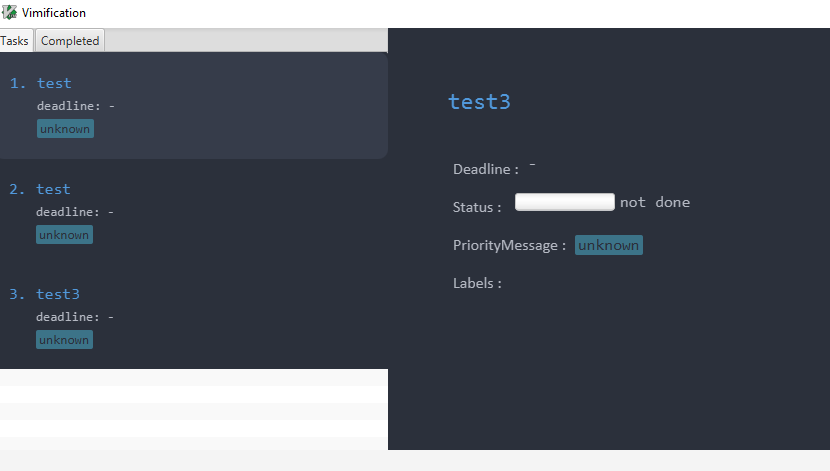 Vimification
Tasks Completed
1. test
deadline: -
unknown
2. test
deadline: -
unknown
3. test3
deadline: -
unknown
test3
Deadline : -
Status : not done
PriorityMessage : unknown
Labels :